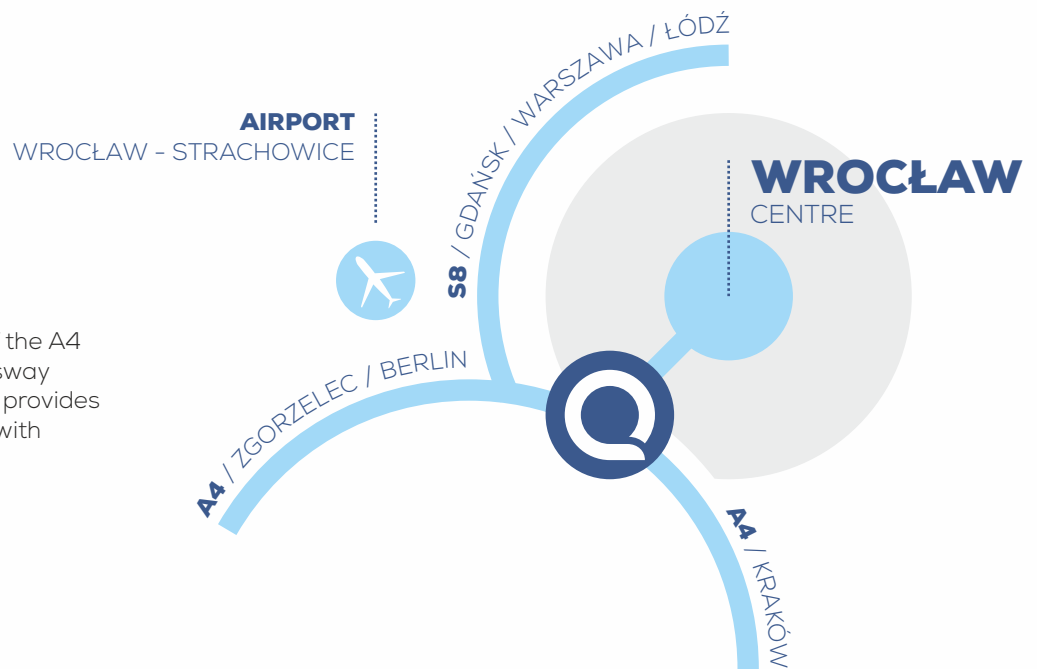 S8 / GDAŃSK / WARSZAWA / ŁÓDŹ
AIRPORT
WROCŁAW - STRACHOWICE
WROCŁAW
CENTRE
the A4
sway
provides
with
A4 / ZGORZELEC / BERLIN
A4 / KRAKÓW